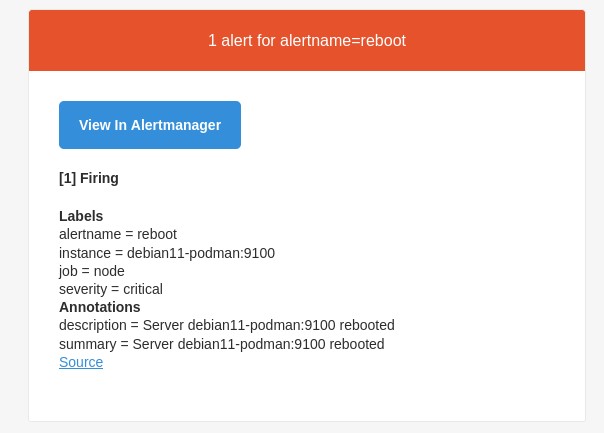 1 alert for alertname=reboot
View In Alertmanager
[1] Firing
Labels
alertname = reboot
instance = debian11-podman:9100
job = node
severity = critical
Annotations
description = Server debian11-podman:9100 rebooted
summary = Server debian11-podman:9100 rebooted
Source